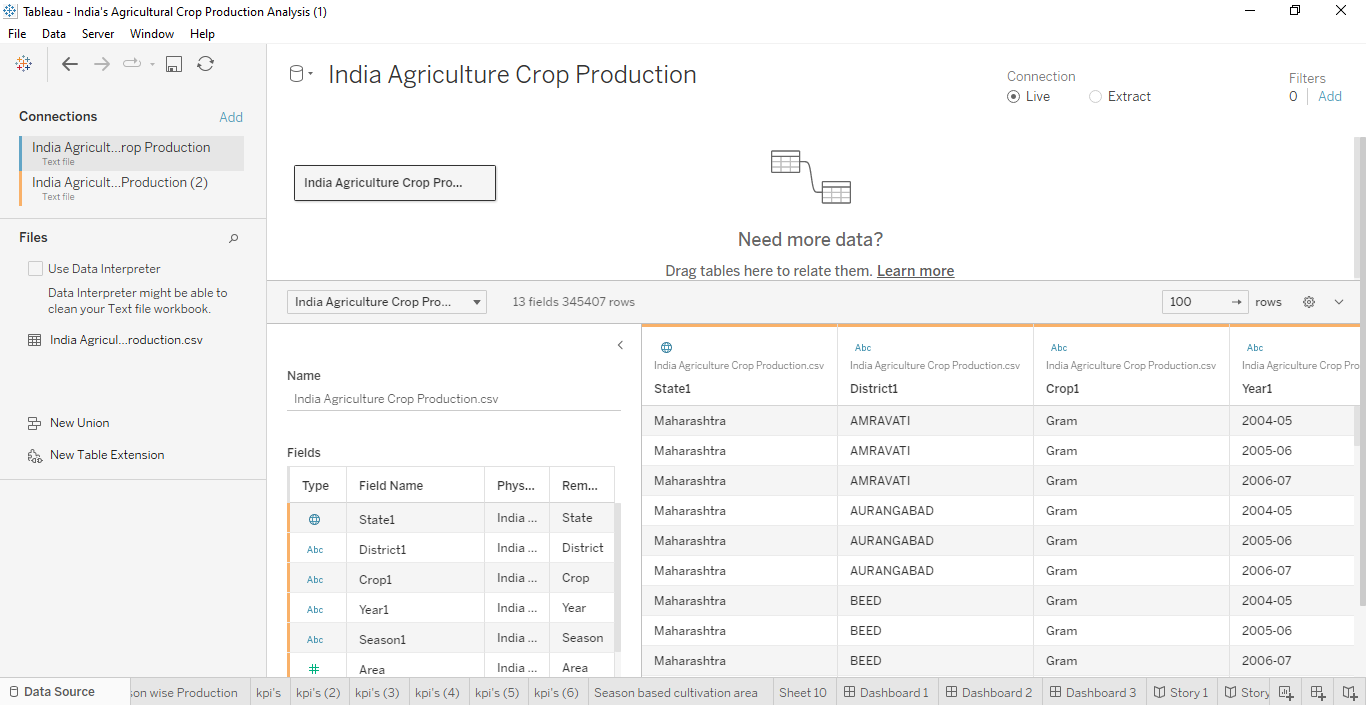 Tableau - India's Agricultural Crop Production Analysis (1)
File Data Server Window Help
Connections Add
India Agricult...rop Production
Text file
India Agricult...Production (2)
Text file
Files
Use Data Interpreter
Data Interpreter might be able to
clean your Text file workbook.
India Agricul...roduction.csv
New Union
New Table Extension
India Agriculture Crop Production
Connection
Live Extract
Filters
0 Add
India Agriculture Crop Pro...
Need more data?
Drag tables here to relate them. Learn more
India Agriculture Crop Pro... 13 fields 345407 rows 100 rows
Name
India Agriculture Crop Production.csv
Fields
Type Field Name Phys... Rem...
State1 India ... State
Abc District1 India ... District
Abc Crop1 India ... Crop
Abc Year1 India ... Year
Abc Season1 India ... Season
Area India ... Area
Abc Abc Abc
India Agriculture Crop Production.csv India Agriculture Crop Production.csv India Agriculture Crop Production.csv India Agriculture Crop Pro
State1 District1 Crop1 Year1
Maharashtra AMRAVATI Gram 2004-05
Maharashtra AMRAVATI Gram 2005-06
Maharashtra AMRAVATI Gram 2006-07
Maharashtra AURANGABAD Gram 2004-05
Maharashtra AURANGABAD Gram 2005-06
Maharashtra AURANGABAD Gram 2006-07
Maharashtra BEED Gram 2004-05
Maharashtra BEED Gram 2005-06
Maharashtra BEED Gram 2006-07
Data Source son wise Production kpi's kpi's (2) kpi's (3) kpi's (4) kpi's (5) kpi's (6) Season based cultivation area Sheet 10 Dashboard 1 Dashboard 2 Dashboard 3 Story 1 Story